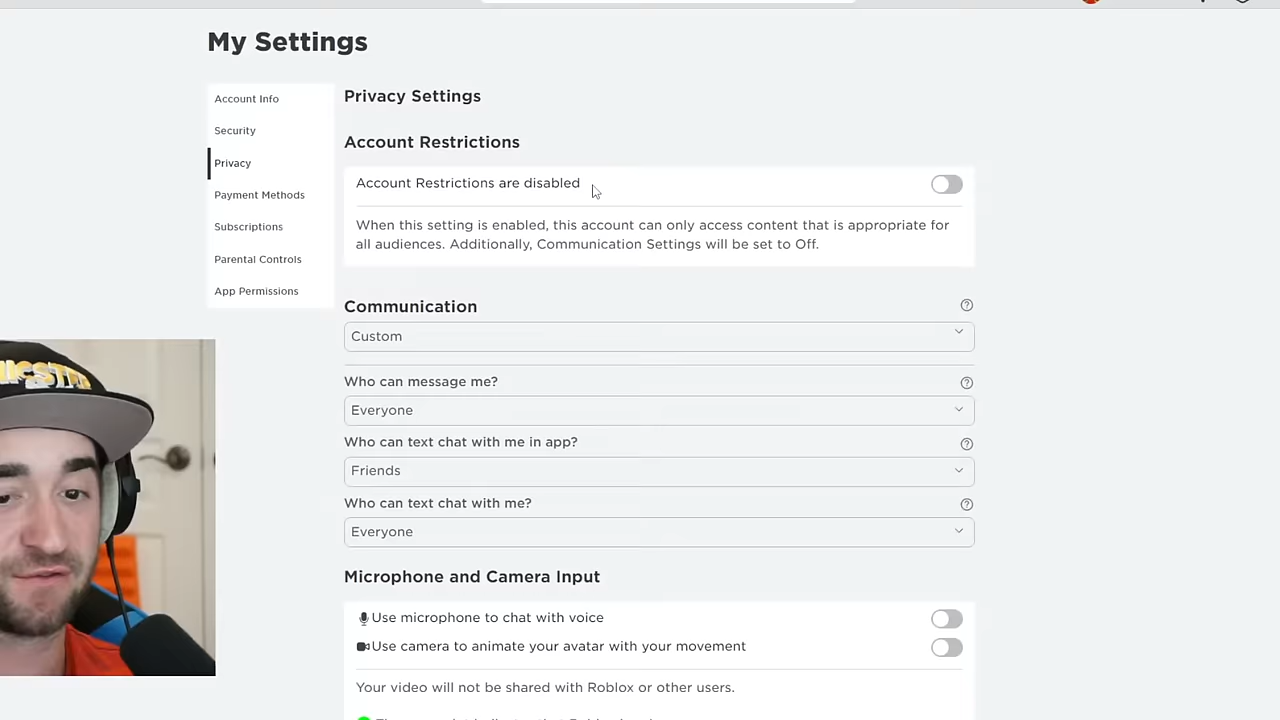 My Settings
Account Info
Security
Privacy
Payment Methods
Subscriptions
Parental Controls
App Permissions
Privacy Settings
Account Restrictions
Account Restrictions are disabled
When this setting is enabled, this account can only access content that is appropriate for
all audiences. Additionally, Communication Settings will be set to Off.
Communication
Custom
Who can message me?
Everyone
Who can text chat with me in app?
Friends
Who can text chat with me?
Everyone
Microphone and Camera Input
Use microphone to chat with voice
Use camera to animate your avatar with your movement
Your video will not be shared with Roblox or other users.